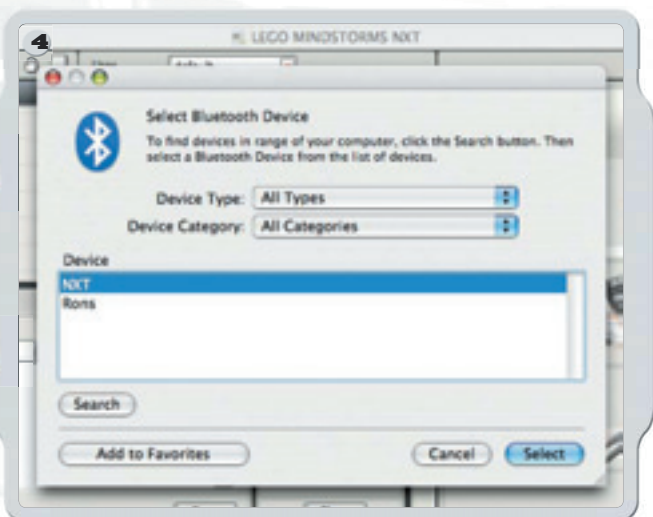 4
LEGO MINDSTORMS NXT
Select Bluetooth Device
To find devices in range of your computer, click the Search button. Then
select a Bluetooth Device from the list of devices.
Device Type: All Types
Device Category: All Categories
Device
NXT
Rons
Search
Add to Favorites
Cancel
Select